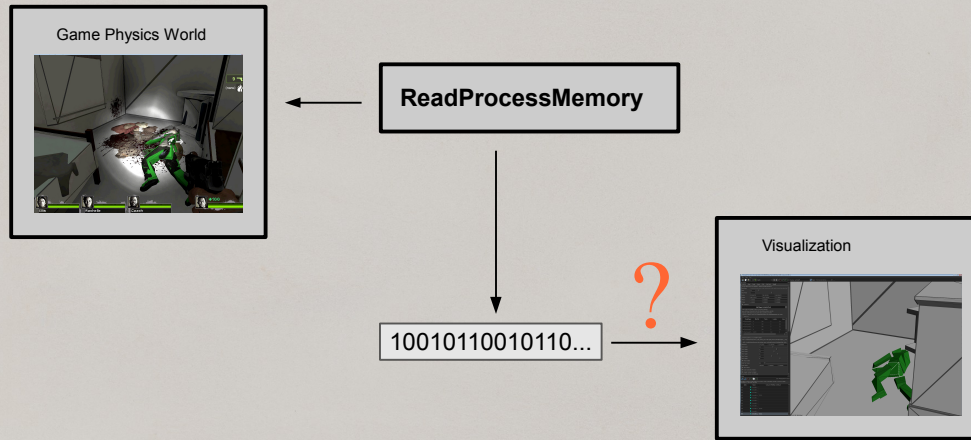 Game Physics World
ReadProcessMemory
?
Visualization
10010110010110...